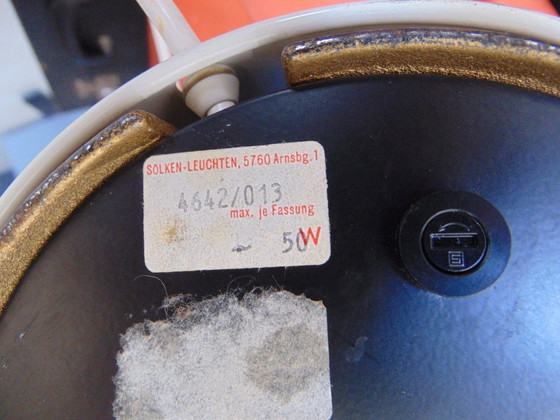 SOLKEN-LEUCHTEN, 5760 Arnsbg. 1
4642/013
max. je Fassung
~ 50W
S